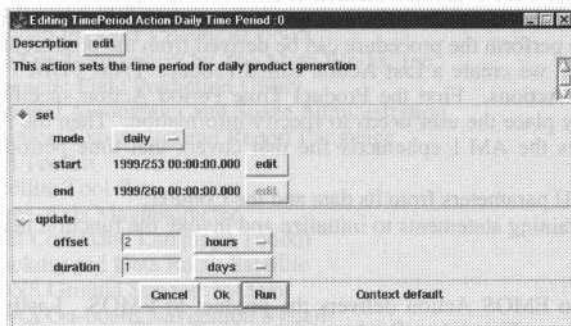 Editing TimePeriod Action Daily Time Period :0
Description edit
This action sets the time period for daily product generation
set
mode daily
start 1999/253 00:00:00.000 edit
end 1999/260 00:00:00.000 edit
update
offset 2 hours
duration 1 days
Cancel Ok Run Context default